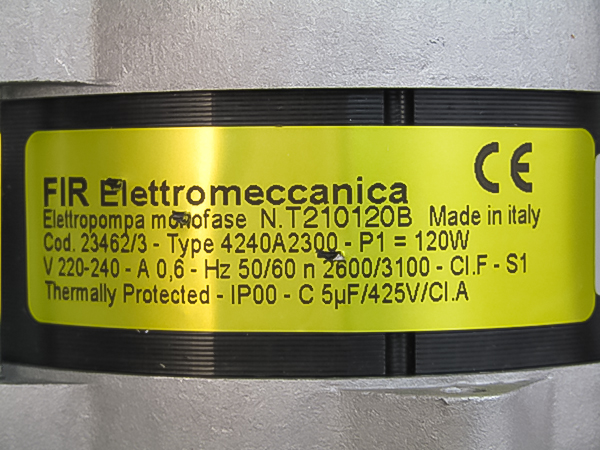 FIR Elettromeccanica CE
Elettropompa monofase N.T210120B Made in italy
Cod. 23462/3 - Type 4240A2300 - P1 = 120W
V 220-240 - A 0,6 - Hz 50/60 n 2600/3100 - Cl.F - S1
Thermally Protected - IP00 - C 5µF/425V/Cl.A